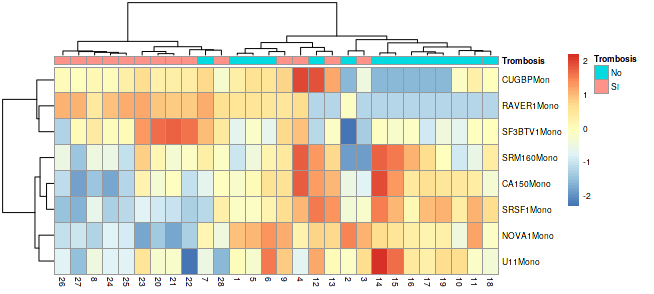 Trombosis
CUGBPMon
RAVER1Mono
SF3BTV1Mono
SRM160Mono
CA150Mono
SRSF1Mono
NOVA1Mono
U11Mono
26 27 8 24 25 23 20 21 22 7 28 1 5 6 9 4 12 13 2 3 14 15 16 17 19 10 11 18
2
1
0
-1
-2
Trombosis
No
SI